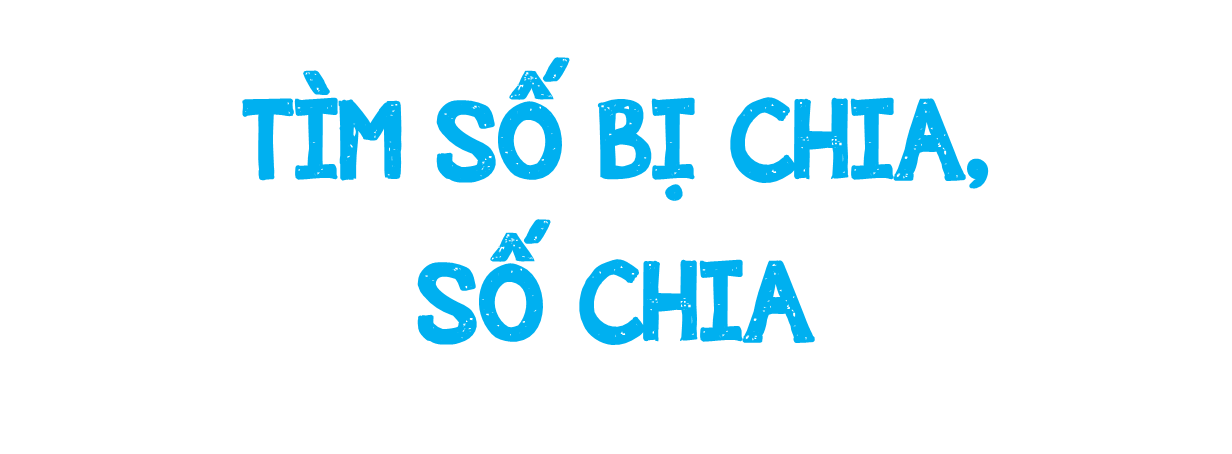 TÌM SỐ BỊ CHIA,
SỐ CHIA